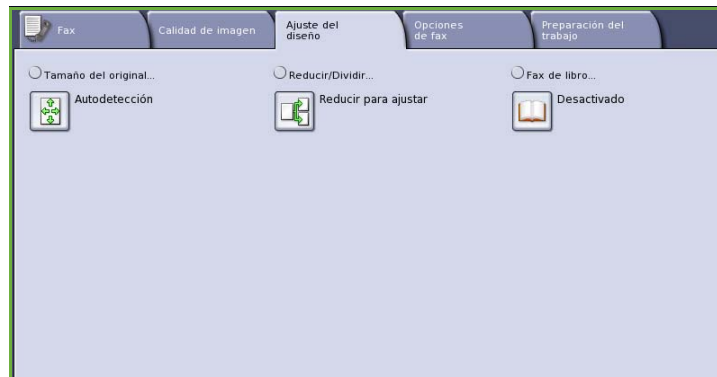 Fax
Calidad de imagen
Ajuste del
diseño
Opciones
de fax
Preparación del
trabajo
Tamaño del original...
Autodetección
Reducir/Dividir...
Reducir para ajustar
Fax de libro...
Desactivado